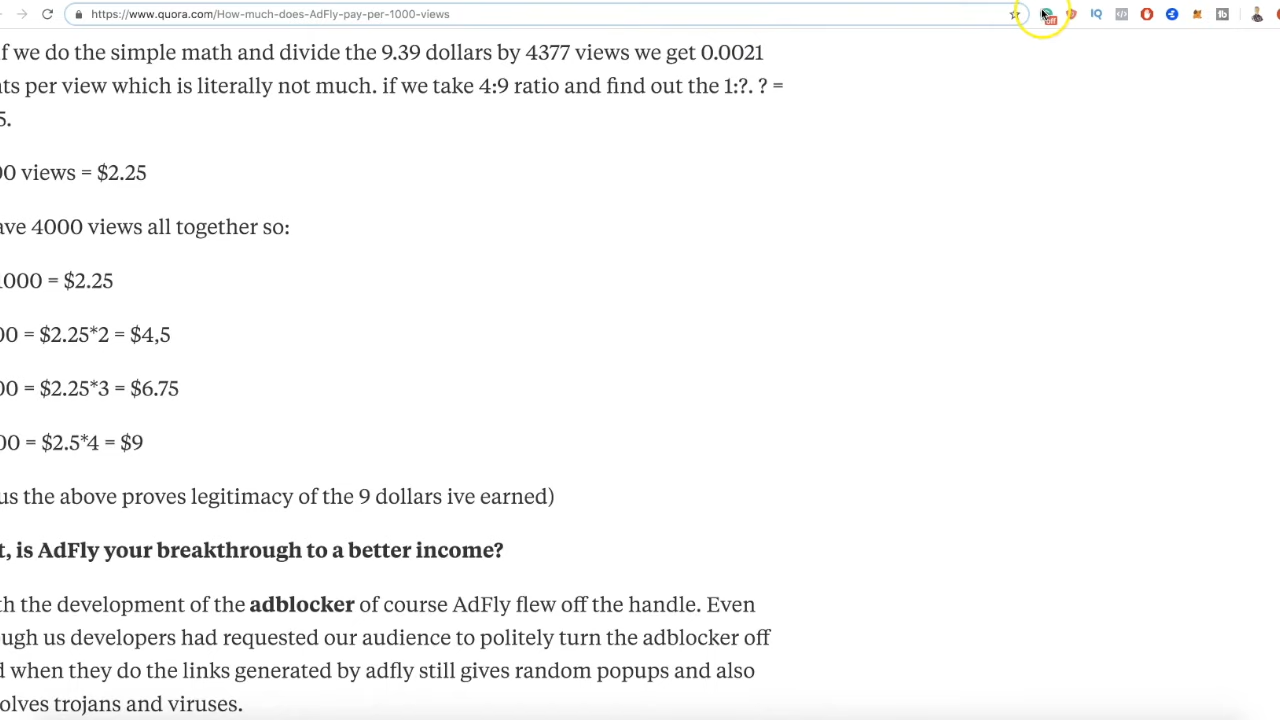 https://www.quora.com/How-much-does-AdFly-pay-per-1000-views
off
IQ
f we do the simple math and divide the 9.39 dollars by 4377 views we get 0.0021
ts per view which is literally not much. if we take 4:9 ratio and find out the 1:?. ? =
5.
00 views = $2.25
ave 4000 views all together so:
1000 = $2.25
00 = $2.25*2 = $4,5
00 = $2.25*3 = $6.75
00 = $2.5*4 = $9
us the above proves legitimacy of the 9 dollars ive earned)
t, is AdFly your breakthrough to a better income?
th the development of the adblocker of course AdFly flew off the handle. Even
ugh us developers had requested our audience to politely turn the adblocker off
d when they do the links generated by adfly still gives random popups and also
olves trojans and viruses.